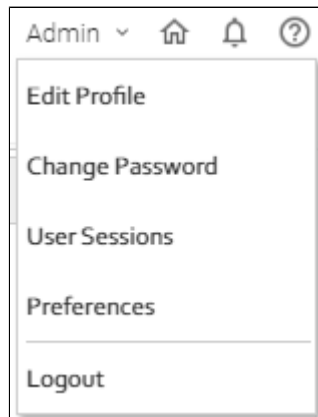 Admin
Edit Profile
Change Password
User Sessions
Preferences
Logout